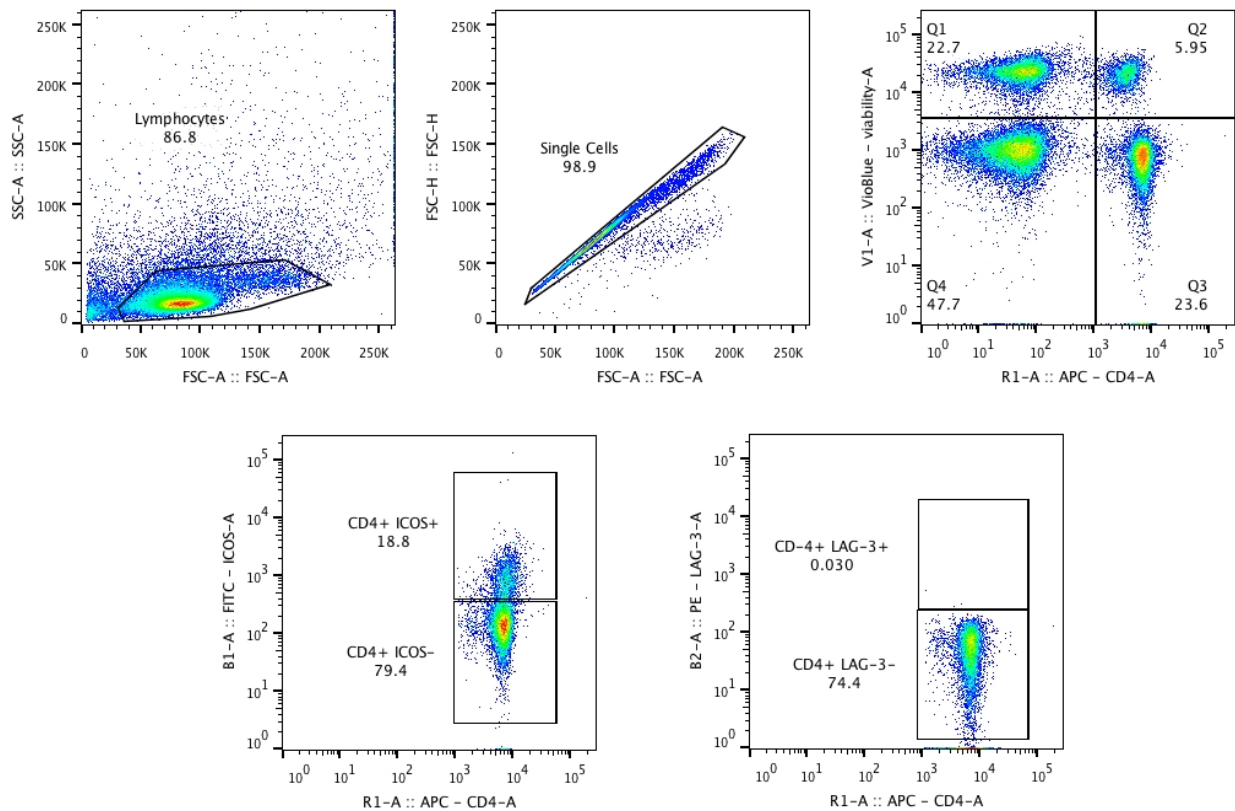 250K
200K
150K
100K
50K
0
SSC-A :: SSC-A
Lymphocytes
86.8
0 50K 100K 150K 200K 250K
FSC-A :: FSC-A
250K
200K
150K
100K
50K
0
FSC-H :: FSC-H
Single Cells
98.9
0 50K 100K 150K 200K 250K
FSC-A :: FSC-A
10^5
10^4
10^3
10^2
10^1
10^0
V1-A :: VioBlue - viability-A
Q1
22.7
Q2
5.95
Q4
47.7
Q3
23.6
10^0 10^1 10^2 10^3 10^4 10^5
R1-A :: APC - CD4-A
10^5
10^4
10^3
10^2
10^1
10^0
B1-A :: FITC - ICOS-A
CD4+ ICOS+
18.8
CD4+ ICOS-
79.4
10^0 10^1 10^2 10^3 10^4 10^5
R1-A :: APC - CD4-A
10^5
10^4
10^3
10^2
10^1
10^0
B2-A :: PE - LAG-3-A
CD-4+ LAG-3+
0.030
CD4+ LAG-3-
74.4
10^0 10^1 10^2 10^3 10^4 10^5
R1-A :: APC - CD4-A